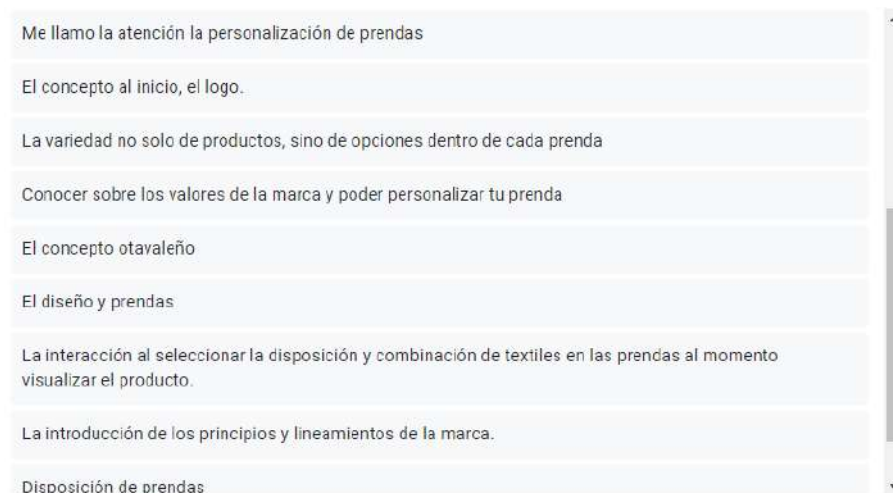 Me llamo la atención la personalización de prendas
El concepto al inicio, el logo.
La variedad no solo de productos, sino de opciones dentro de cada prenda
Conocer sobre los valores de la marca y poder personalizar tu prenda
El concepto otavaleño
El diseño y prendas
La interacción al seleccionar la disposición y combinación de textiles en las prendas al momento
visualizar el producto.
La introducción de los principios y lineamientos de la marca.
Disposición de prendas